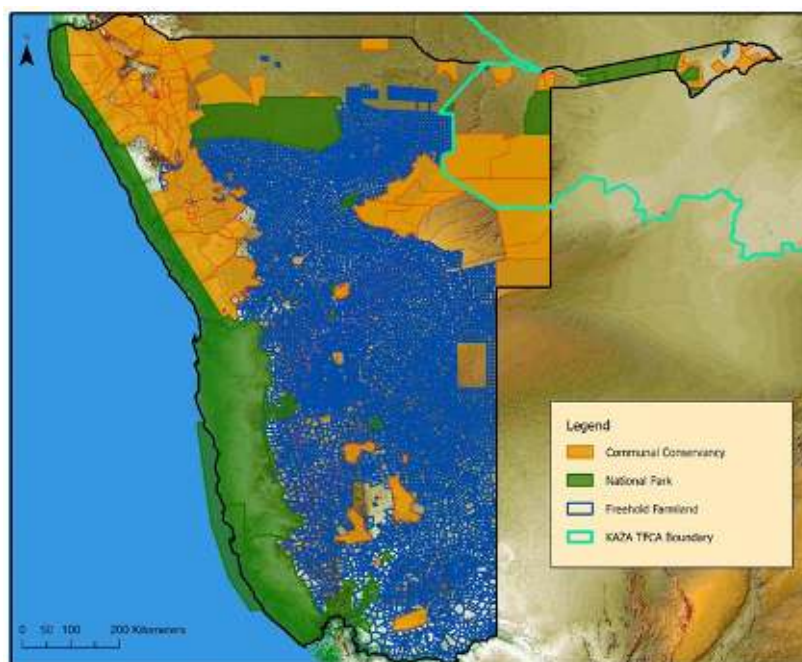 Legend
Communal Conservancy
National Park
Freehold Farmland
KAZA TFCA Boundary
0 50 100 200 Kilometers